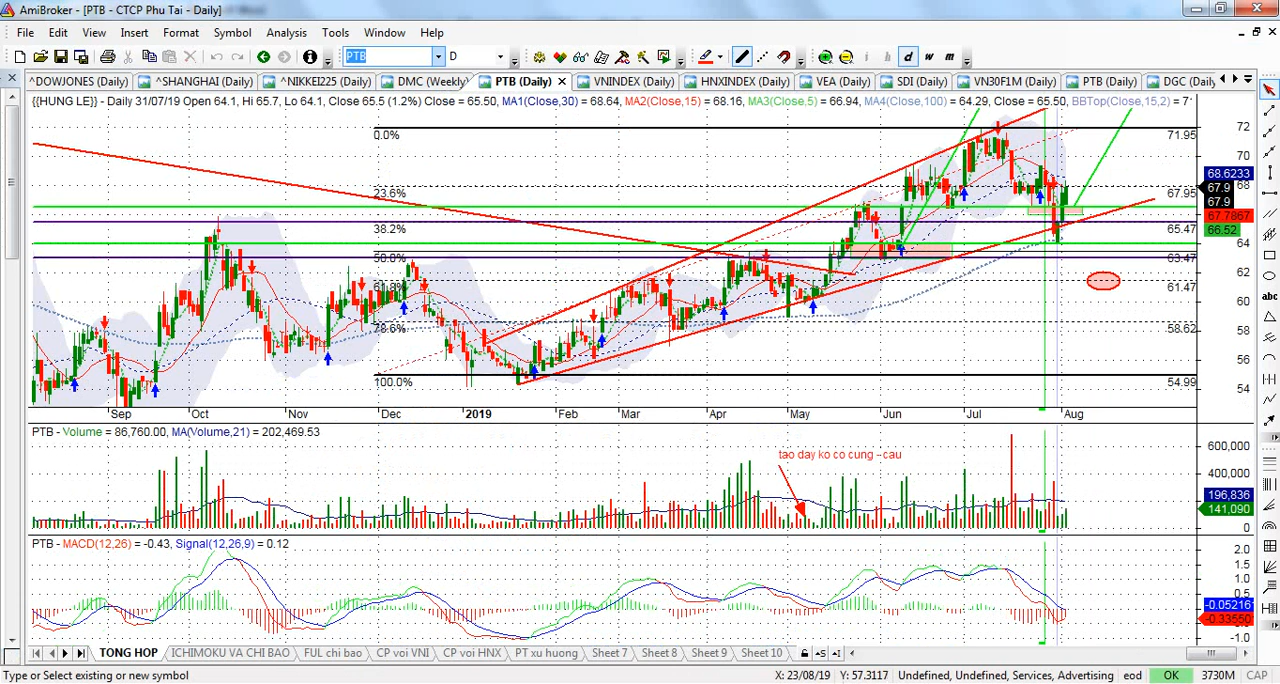 AmiBroker - [PTB - CTCP Phu Tai - Daily]
File Edit View Insert Format Symbol Analysis Tools Window Help
PTB D i h d w m
^DOWJONES (Daily) ^SHANGHAI (Daily) ^NIKKEI225 (Daily) DMC (Weekly) PTB (Daily) VNINDEX (Daily) HNXINDEX (Daily) VEA (Daily) SDI (Daily) VN30F1M (Daily) PTB (Daily) DGC (Daily
{{HUNG LE}} - Daily 31/07/19 Open 64.1, Hi 65.7, Lo 64.1, Close 65.5 (1.2%) Close = 65.50, MA1(Close,30) = 68.64, MA2(Close,15) = 68.16, MA3(Close,5) = 66.94, MA4(Close,100) = 64.29, Close = 65.50, BBTop(Close,15,2) = 7
0.0% 71.95 72
70
68.6233
23.6% 67.95 67.9
68
67.9
67.7867
38.2% 65.47 66.52
64
50.0% 63.47
62
61.8% 61.47
60
78.6% 58.62
58
56
100.0% 54.99
54
Sep Oct Nov Dec 2019 Feb Mar Apr May Jun Jul Aug
PTB - Volume = 86,760.00, MA(Volume,21) = 202,469.53
600,000
tao day ko co cung -cau
400,000
196,836
141,090
0
PTB - MACD(12,26) = -0.43, Signal(12,26,9) = 0.12
2.0
1.5
1.0
0.5
-0.05216
-0.33550
-1.0
TONG HOP ICHIMOKU VA CHI BAO FUL chi bao CP voi VNI CP voi HNX PT xu huong Sheet 7 Sheet 8 Sheet 9 Sheet 10
Type or Select existing or new symbol X: 23/08/19 Y: 57.3117 Undefined, Undefined, Services, Advertising eod OK 3730M CAP